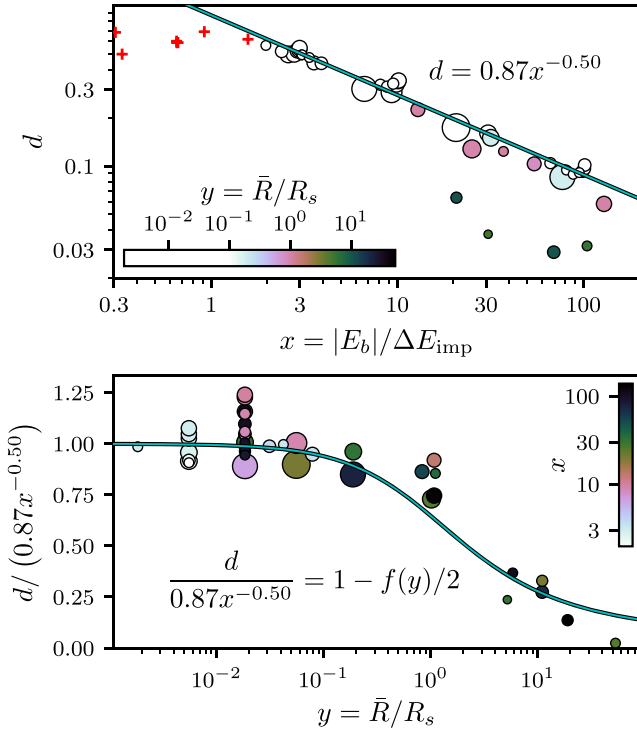 0.3
0.1
0.03
d
d = 0.87x^{-0.50}
y = R̄/R_s
10^{-2} 10^{-1} 10^{0} 10^{1}
0.3 1 3 10 30 100
x = |E_b|/ΔE_imp
1.25
1.00
0.75
0.50
0.25
0.00
d/(0.87x^{-0.50})
100
30
10
3
x
d/0.87x^{-0.50} = 1 − f(y)/2
10^{-2} 10^{-1} 10^{0} 10^{1}
y = R̄/R_s